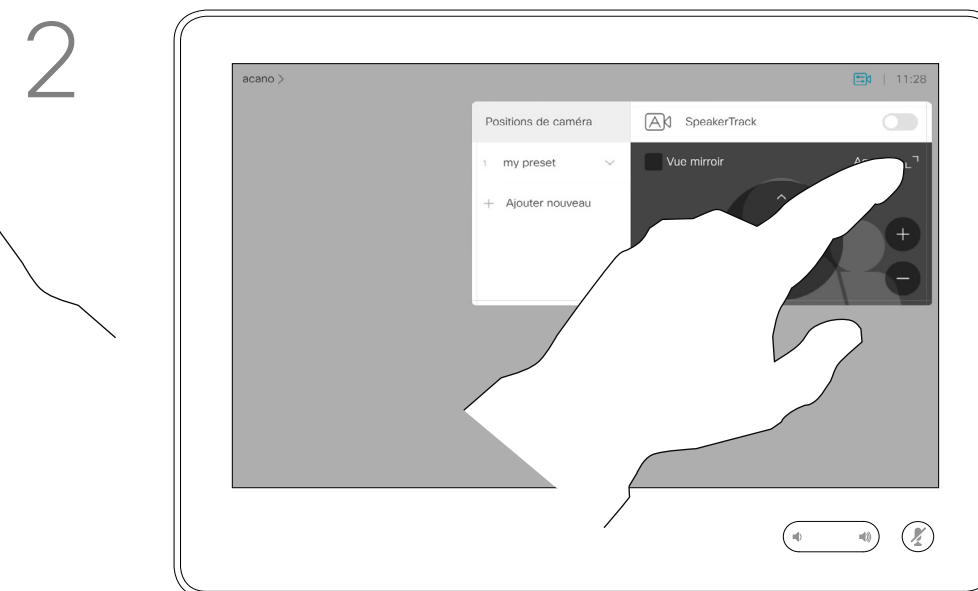 2
acano >
11:28
Positions de caméra
SpeakerTrack
1 my preset
Vue mirroir
+ Ajouter nouveau
+
−